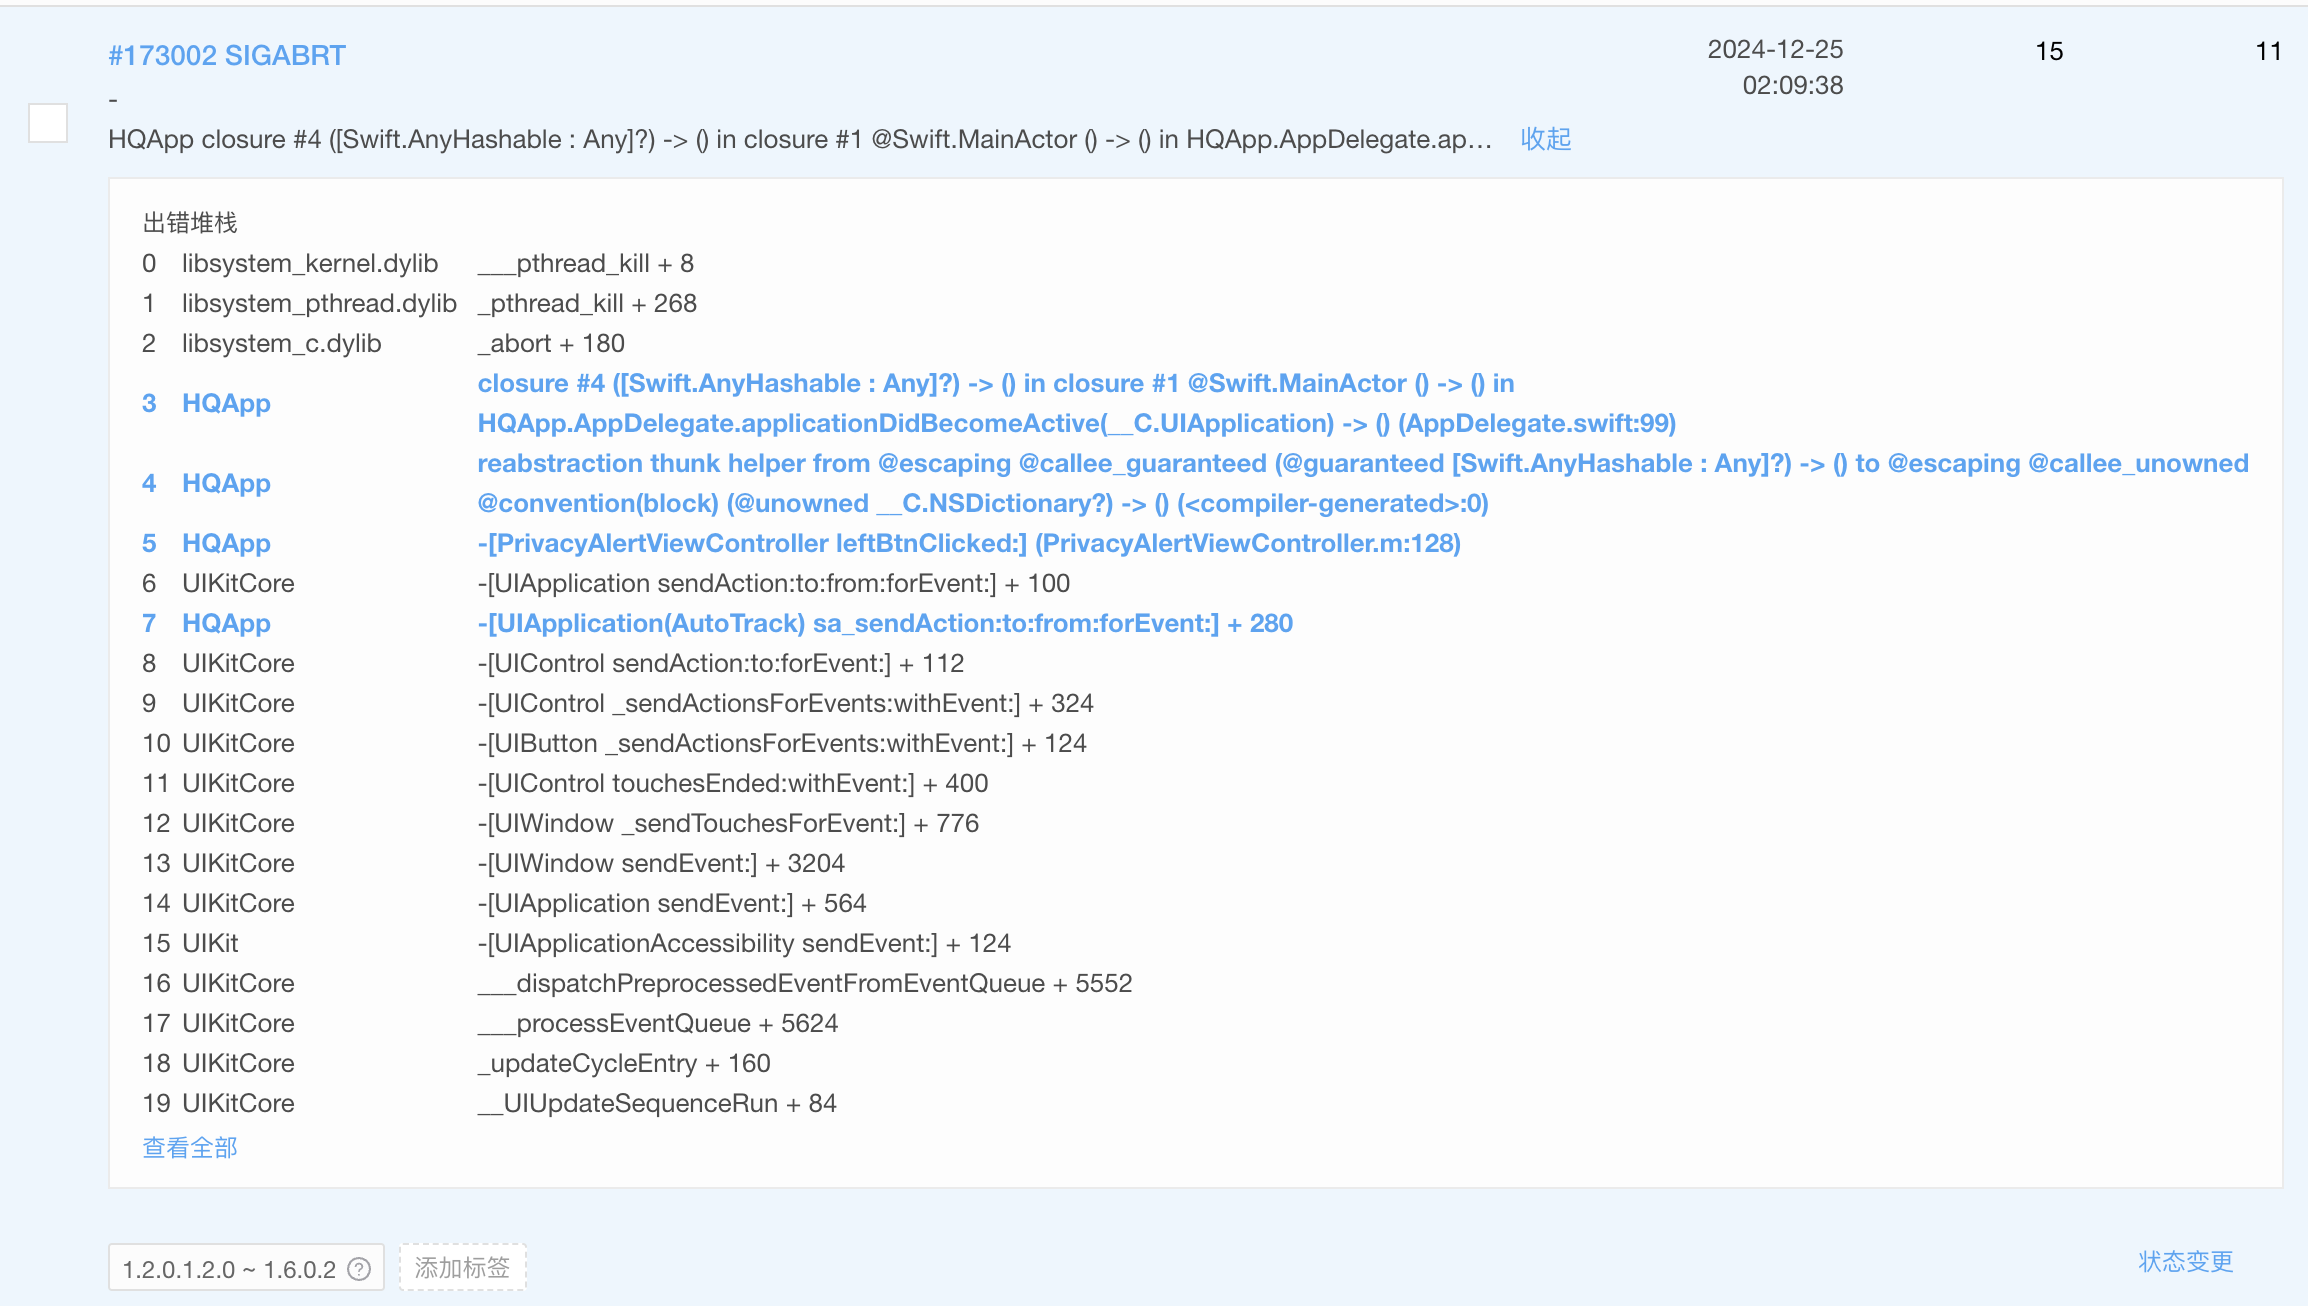 #173002 SIGABRT
2024-12-25
02:09:38
15
11
-
HQApp closure #4 ([Swift.AnyHashable : Any]?) -> () in closure #1 @Swift.MainActor () -> () in HQApp.AppDelegate.ap... 收起
出错堆栈
0 libsystem_kernel.dylib ___pthread_kill + 8
1 libsystem_pthread.dylib _pthread_kill + 268
2 libsystem_c.dylib _abort + 180
3 HQApp closure #4 ([Swift.AnyHashable : Any]?) -> () in closure #1 @Swift.MainActor () -> () in
HQApp.AppDelegate.applicationDidBecomeActive(__C.UIApplication) -> () (AppDelegate.swift:99)
4 HQApp reabstraction thunk helper from @escaping @callee_guaranteed (@guaranteed [Swift.AnyHashable : Any]?) -> () to @escaping @callee_unowned
@convention(block) (@unowned __C.NSDictionary?) -> () (<compiler-generated>:0)
5 HQApp -[PrivacyAlertViewController leftBtnClicked:] (PrivacyAlertViewController.m:128)
6 UIKitCore -[UIApplication sendAction:to:from:forEvent:] + 100
7 HQApp -[UIApplication(AutoTrack) sa_sendAction:to:from:forEvent:] + 280
8 UIKitCore -[UIControl sendAction:to:forEvent:] + 112
9 UIKitCore -[UIControl _sendActionsForEvents:withEvent:] + 324
10 UIKitCore -[UIButton _sendActionsForEvents:withEvent:] + 124
11 UIKitCore -[UIControl touchesEnded:withEvent:] + 400
12 UIKitCore -[UIWindow _sendTouchesForEvent:] + 776
13 UIKitCore -[UIWindow sendEvent:] + 3204
14 UIKitCore -[UIApplication sendEvent:] + 564
15 UIKit -[UIApplicationAccessibility sendEvent:] + 124
16 UIKitCore ___dispatchPreprocessedEventFromEventQueue + 5552
17 UIKitCore ___processEventQueue + 5624
18 UIKitCore _updateCycleEntry + 160
19 UIKitCore __UIUpdateSequenceRun + 84
查看全部
1.2.0.1.2.0 ~ 1.6.0.2 ?
添加标签
状态变更